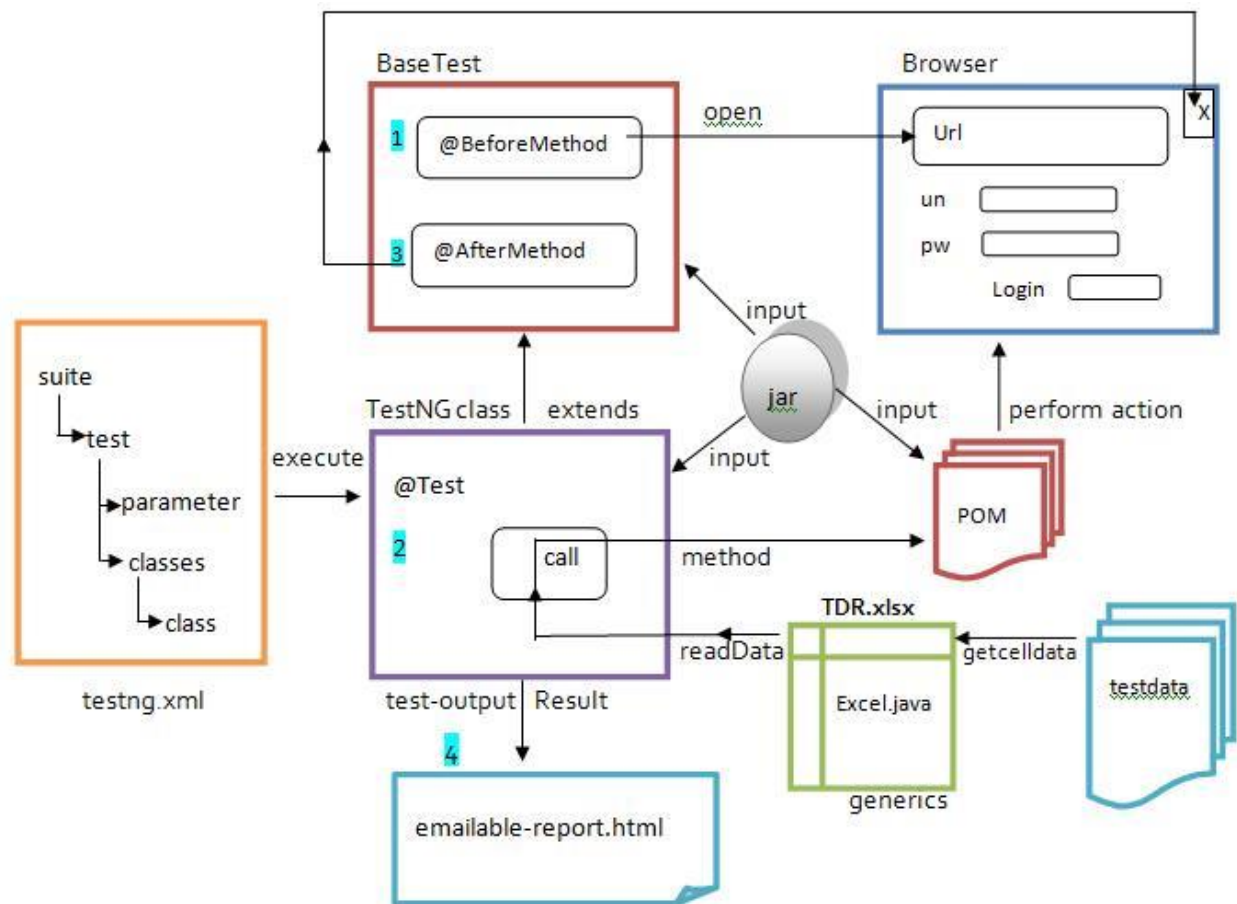 BaseTest
Browser
1
@BeforeMethod
open
Url
X
un
pw
3
@AfterMethod
Login
input
suite
test
parameter
classes
class
testng.xml
execute
TestNG class
extends
jar
input
input
perform action
@Test
2
call
method
POM
TDR.xlsx
readData
getcelldata
Excel.java
testdata
generics
test-output
Result
4
emailable-report.html